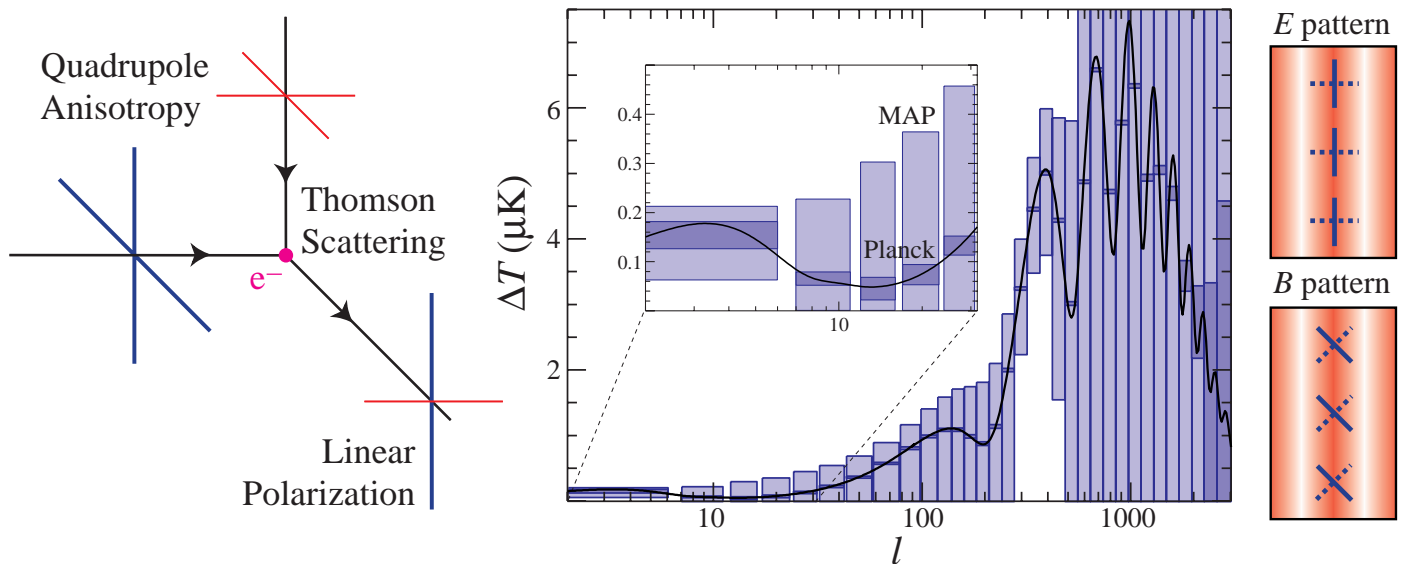 Quadrupole
Anisotropy
Thomson
Scattering
e⁻
Linear
Polarization
ΔT (μK)
6
4
2
10
100
1000
l
0.4
0.3
0.2
0.1
10
MAP
Planck
E pattern
B pattern